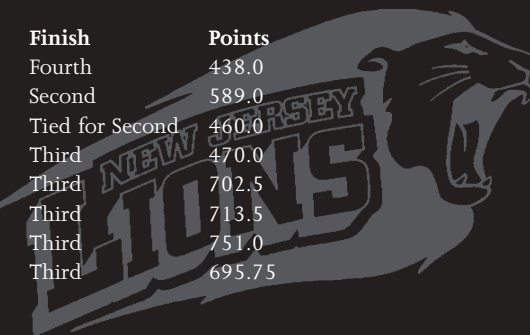 Finish Points
Fourth 438.0
Second 589.0
Tied for Second 460.0
Third 470.0
Third 702.5
Third 713.5
Third 751.0
Third 695.75
NEW JERSEY
LIONS